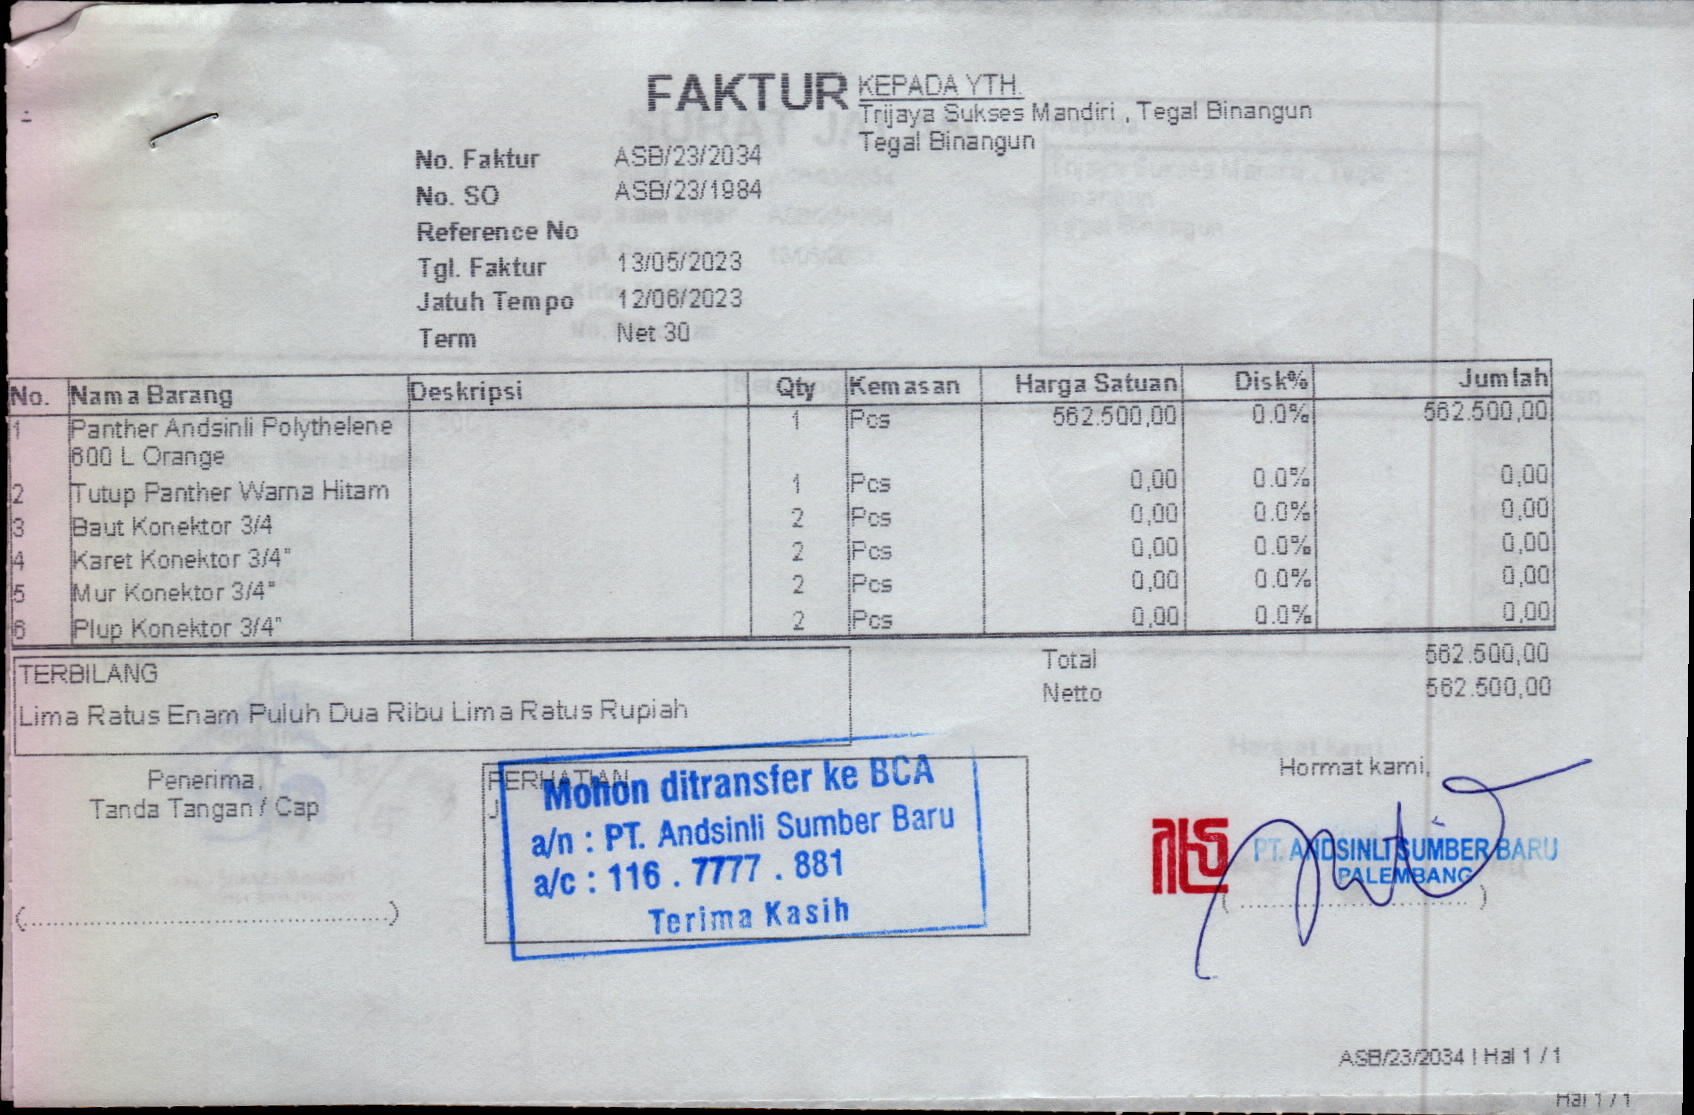 FAKTUR
KEPADA YTH.
Trijaya Sukses Mandiri , Tegal Binangun
Tegal Binangun
No. Faktur ASB/23/2034
No. SO ASB/23/1984
Reference No
Tgl. Faktur 13/05/2023
Jatuh Tempo 12/06/2023
Term Net 30
No. Nama Barang Deskripsi Qty Kemasan Harga Satuan Disk% Jumlah
1 Panther Andsinli Polythelene 1 Pcs 562.500,00 0.0% 562.500,00
600 L Orange
2 Tutup Panther Warna Hitam 1 Pcs 0,00 0.0% 0,00
3 Baut Konektor 3/4 2 Pcs 0,00 0.0% 0,00
4 Karet Konektor 3/4" 2 Pcs 0,00 0.0% 0,00
5 Mur Konektor 3/4" 2 Pcs 0,00 0.0% 0,00
6 Plup Konektor 3/4" 2 Pcs 0,00 0.0% 0,00
Total 562.500,00
Netto 562.500,00
TERBILANG
Lima Ratus Enam Puluh Dua Ribu Lima Ratus Rupiah
Penerima,
Tanda Tangan / Cap
(..........................................)
PERHATIAN
Mohon ditransfer ke BCA
a/n : PT. Andsinli Sumber Baru
a/c : 116 . 7777 . 881
Terima Kasih
Hormat kami,
PT. ANDSINLI SUMBER BARU
PALEMBANG
(..........................................)
ASB/23/2034 | Hal 1 / 1
Hal 1 / 1